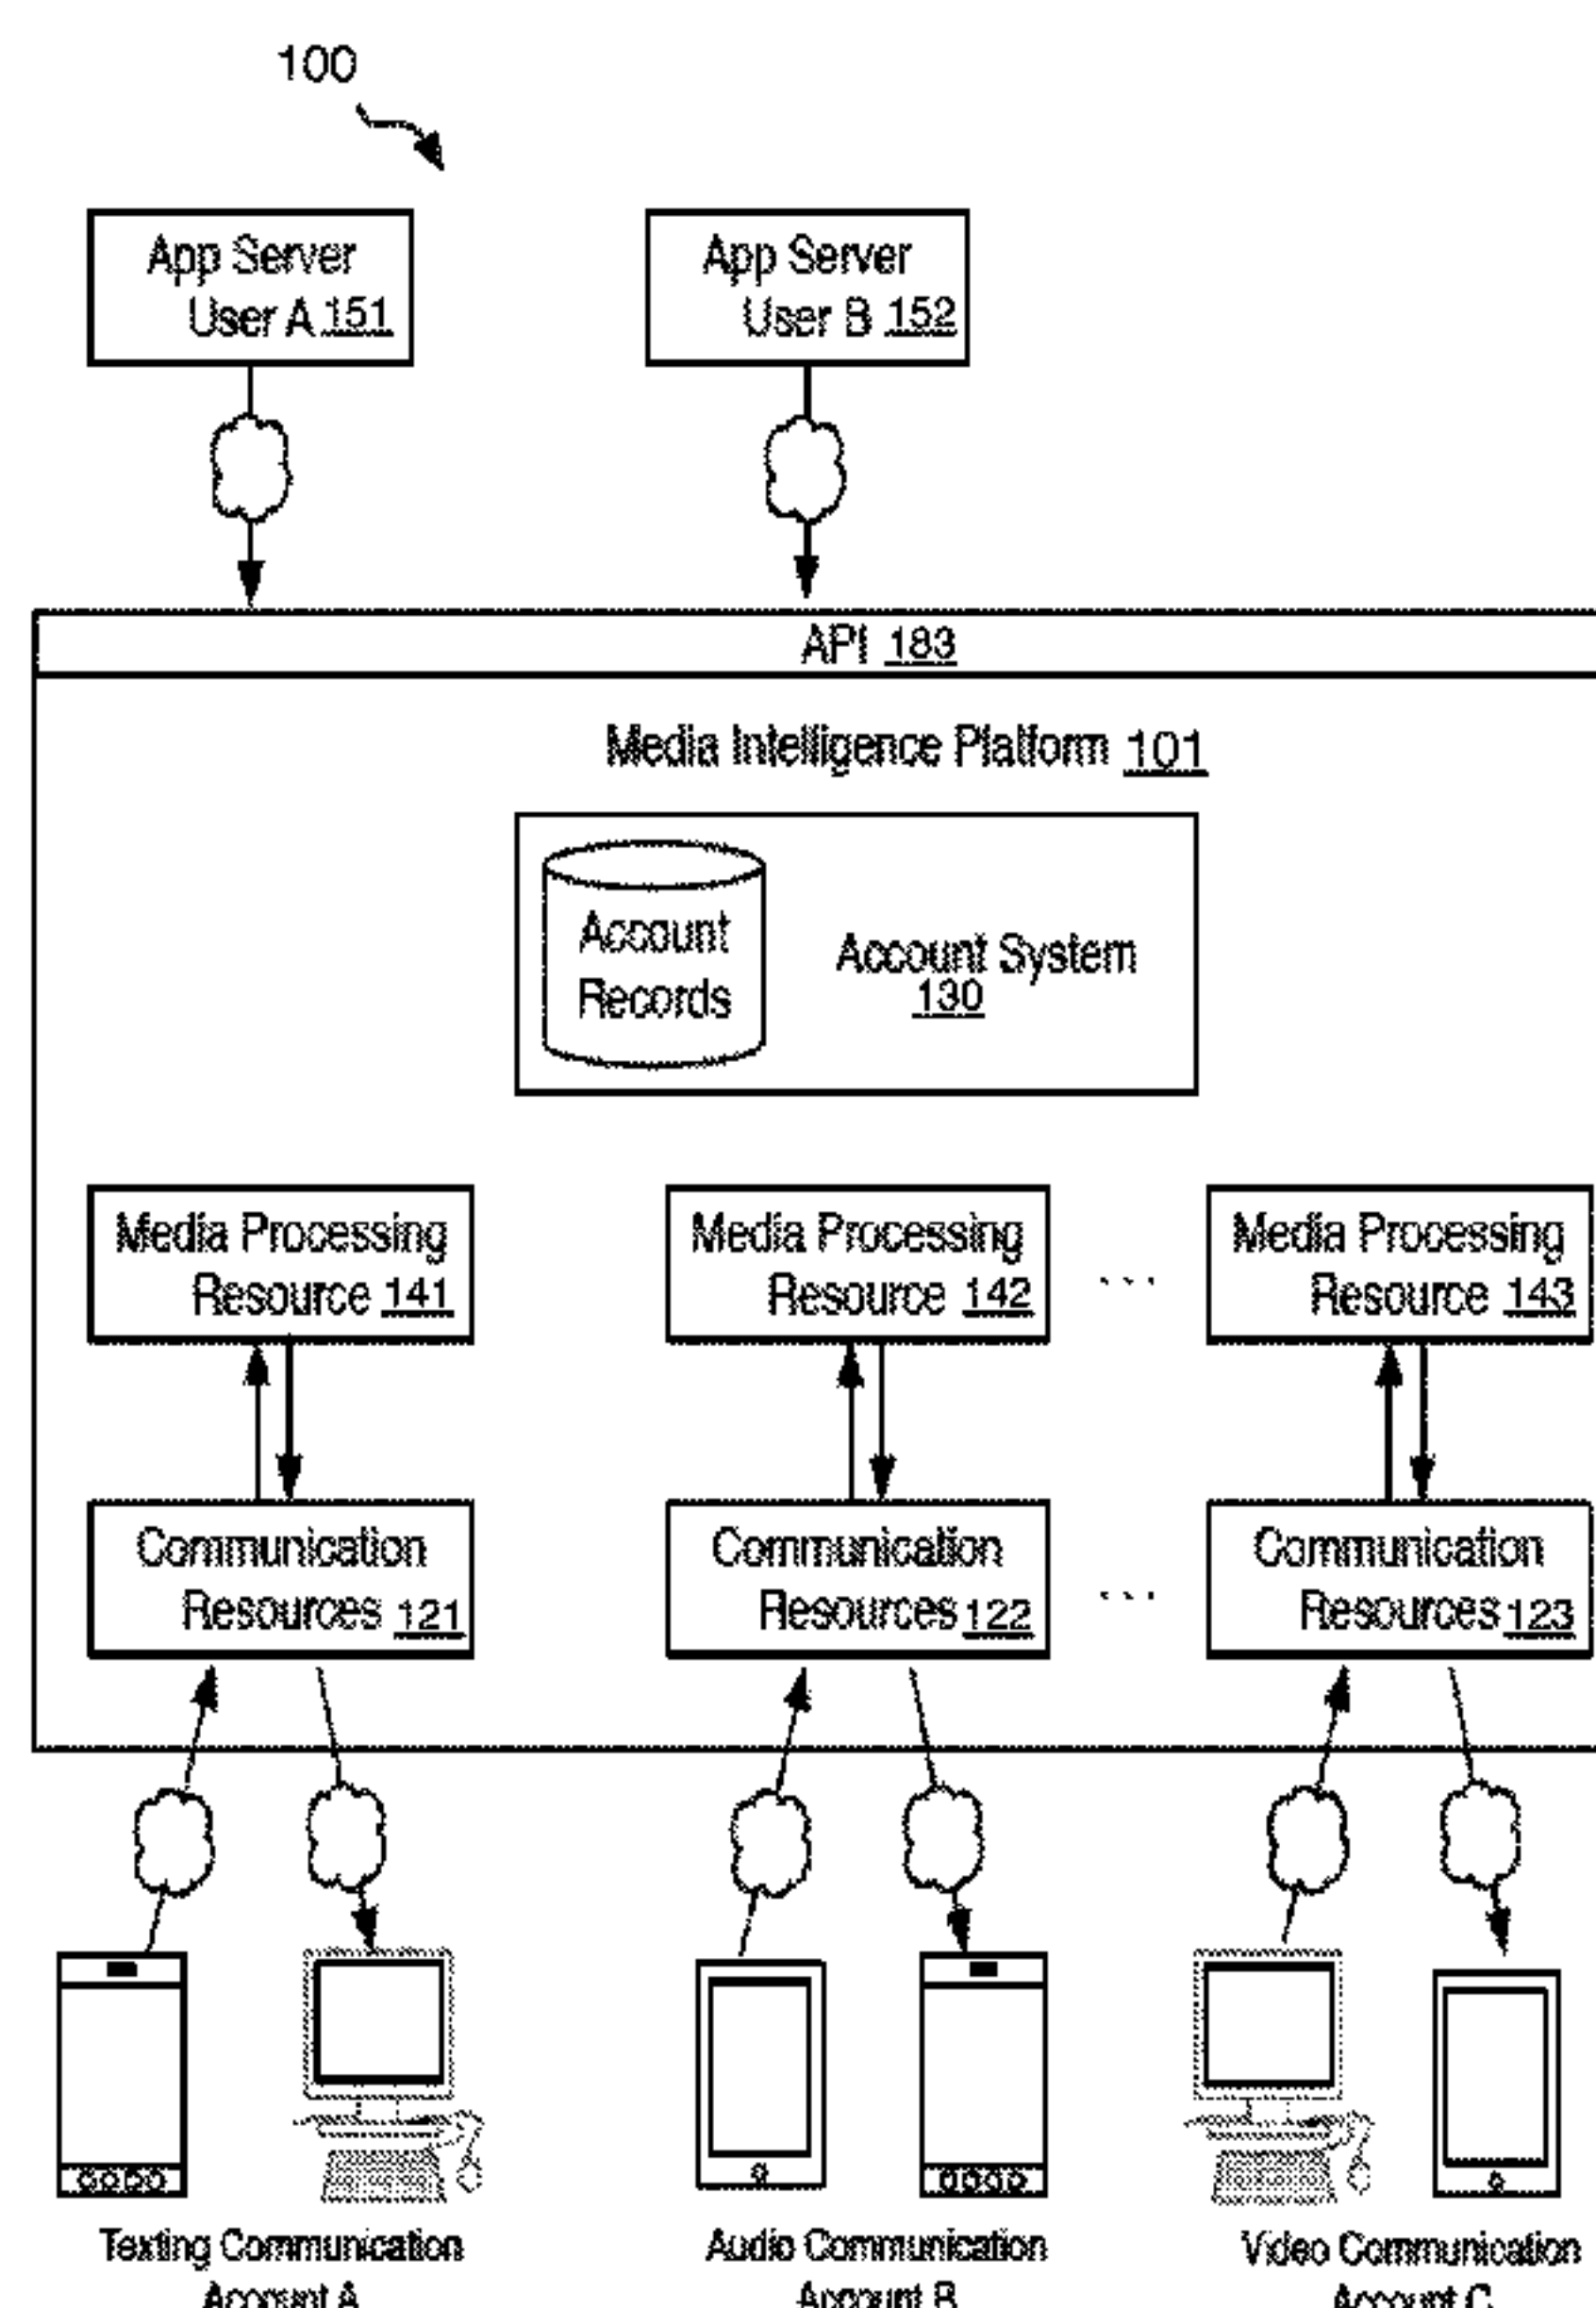 100
App Server
User A 151
App Server
User B 152
API 183
Media Intelligence Platform 101
Account
Records
Account System
130
Media Processing
Resource 141
Media Processing
Resource 142
...
Media Processing
Resource 143
Communication
Resources 121
Communication
Resources 122
...
Communication
Resources 123
Texting Communication
Account A
Audio Communication
Account B
Video Communication
Account C